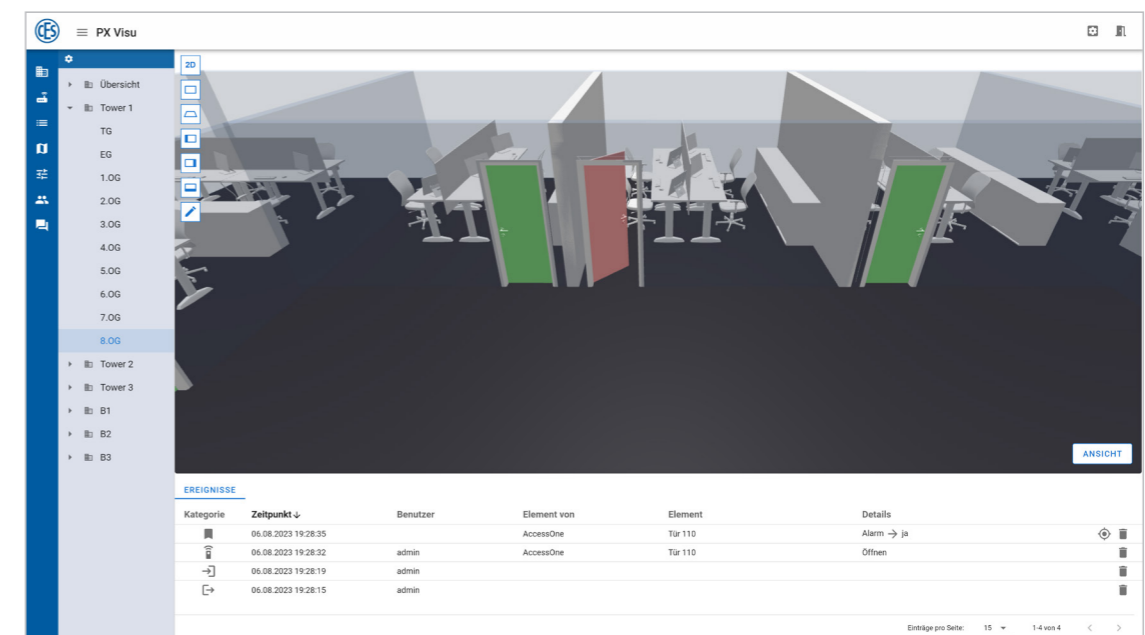 CES PX Visu
2D
Übersicht
Tower 1
TG
EG
1.OG
2.OG
3.OG
4.OG
5.OG
6.OG
7.OG
8.OG
Tower 2
Tower 3
B1
B2
B3
ANSICHT
EREIGNISSE
Kategorie Zeitpunkt↓ Benutzer Element von Element Details
06.08.2023 19:28:35 AccessOne Tür 110 Alarm → ja
06.08.2023 19:28:32 admin AccessOne Tür 110 Öffnen
06.08.2023 19:28:19 admin
06.08.2023 19:28:15 admin
Einträge pro Seite: 15 1-4 von 4